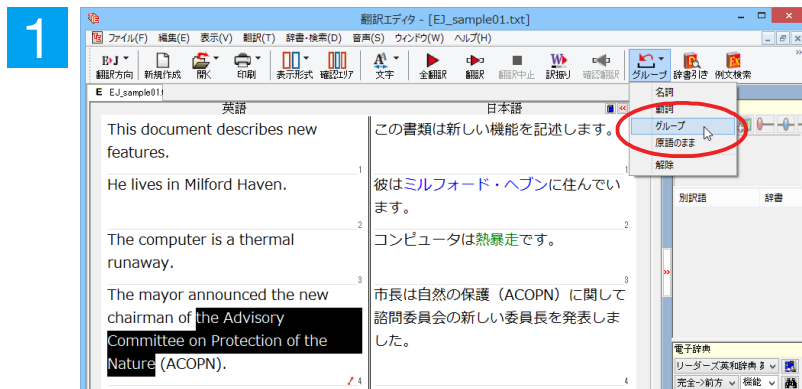 1
翻訳エディタ - [EJ_sample01.txt]
ファイル(F) 編集(E) 表示(V) 翻訳(T) 辞書・検索(D) 音声(S) ウィンドウ(W) ヘルプ(H)
翻訳方向 新規作成 開く 印刷 表示形式 確認エリア 文字 全翻訳 翻訳 翻訳中止 訳振り 確認翻訳 グループ 辞書引き 例文検索
E EJ_sample01.t
英語 日本語
名詞
動詞
グループ
原語のまま
解除
This document describes new
features.
1
この書類は新しい機能を記述します。
1
He lives in Milford Haven.
2
彼はミルフォード・ヘブンに住んでい
ます。
2
The computer is a thermal
runaway.
3
コンピュータは熱暴走です。
3
The mayor announced the new
chairman of the Advisory
Committee on Protection of the
Nature (ACOPN).
4
市長は自然の保護（ACOPN）に関して
諮問委員会の新しい委員長を発表しま
した。
4
別訳語 辞書
電子辞典
リーダーズ英和辞典
完全->前方 機能